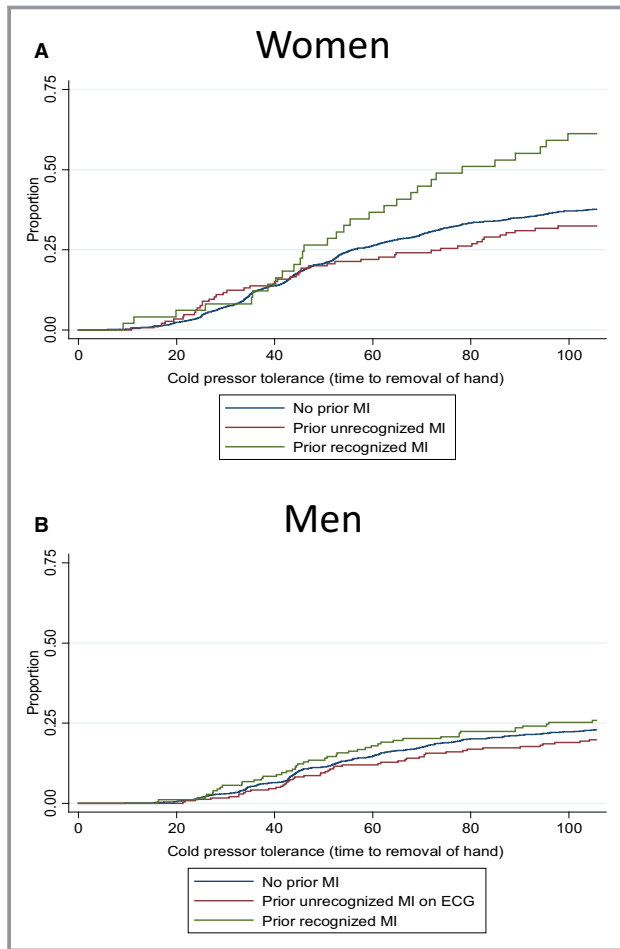 A
Women
0.75
0.50
0.25
0.00
Proportion
0 20 40 60 80 100
Cold pressor tolerance (time to removal of hand)
No prior MI
Prior unrecognized MI
Prior recognized MI
B
Men
0.75
0.50
0.25
0.00
Proportion
0 20 40 60 80 100
Cold pressor tolerance (time to removal of hand)
No prior MI
Prior unrecognized MI on ECG
Prior recognized MI